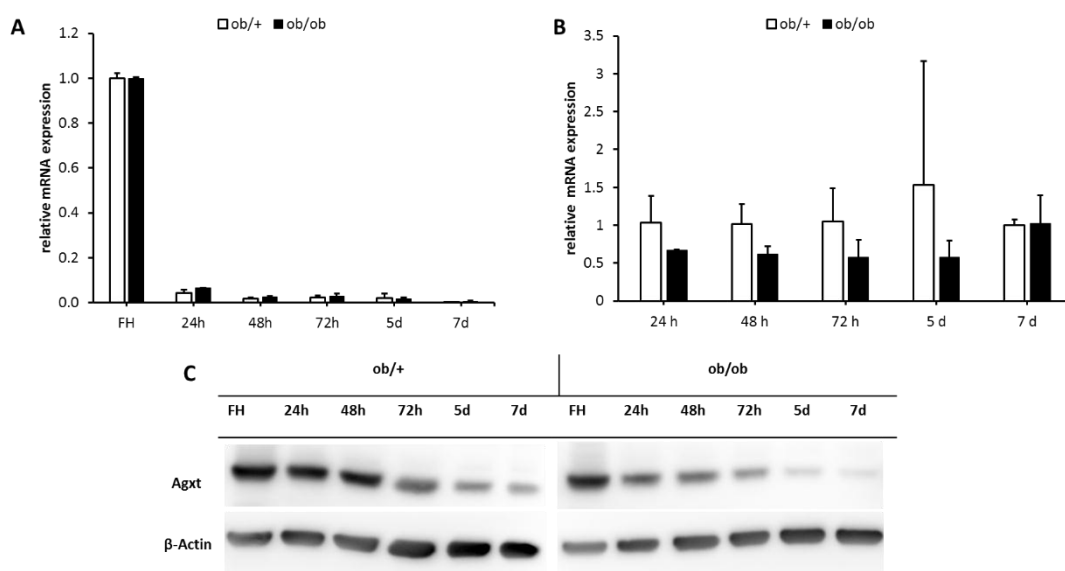 A
ob/+ ob/ob
relative mRNA expression
1.2
1.0
0.8
0.6
0.4
0.2
0.0
FH 24h 48h 72h 5d 7d
B
ob/+ ob/ob
relative mRNA expression
3.5
3
2.5
2
1.5
1
0.5
0
24 h 48 h 72 h 5 d 7 d
C
ob/+ ob/ob
FH 24h 48h 72h 5d 7d FH 24h 48h 72h 5d 7d
Agxt
β-Actin